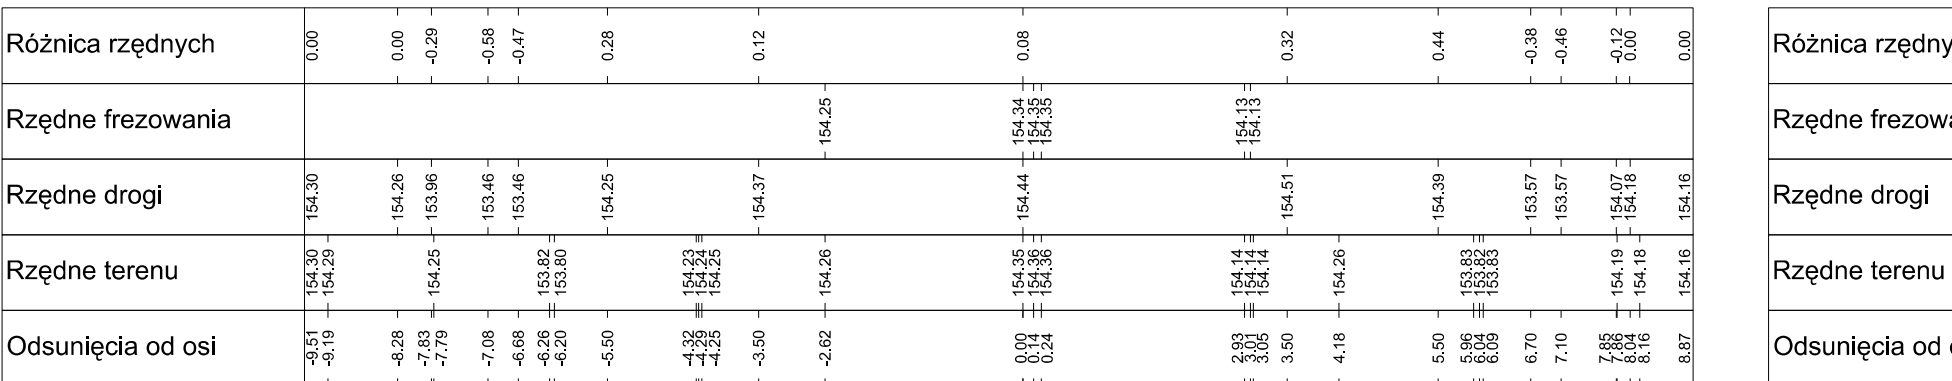 Różnica rzędnych 0.00 0.00 -0.29 -0.58 -0.47 0.28 0.12 0.08 0.32 0.44 -0.38 -0.46 -0.12 0.00 0.00 Różnica rzędny
Rzędne frezowania 154.25 154.34 154.35 154.35 154.13 154.13 Rzędne frezowa
Rzędne drogi 154.30 154.26 153.96 153.46 153.46 154.25 154.37 154.44 154.51 154.39 153.57 153.57 154.07 154.18 154.16 Rzędne drogi
Rzędne terenu 154.30 154.29 154.25 153.82 153.80 154.23 154.24 154.25 154.26 154.35 154.36 154.36 154.14 154.14 154.14 154.26 153.83 153.82 153.83 154.19 154.18 154.16 Rzędne terenu
Odsunięcia od osi -9.51 -9.19 -8.28 -7.83 -7.79 -7.08 -6.68 -6.26 -6.20 -5.50 -4.32 -4.29 -4.25 -3.50 -2.62 0.00 0.14 0.24 2.93 3.01 3.05 3.50 4.18 5.50 5.96 6.04 6.09 6.70 7.10 7.85 7.86 8.04 8.16 8.87 Odsunięcia od